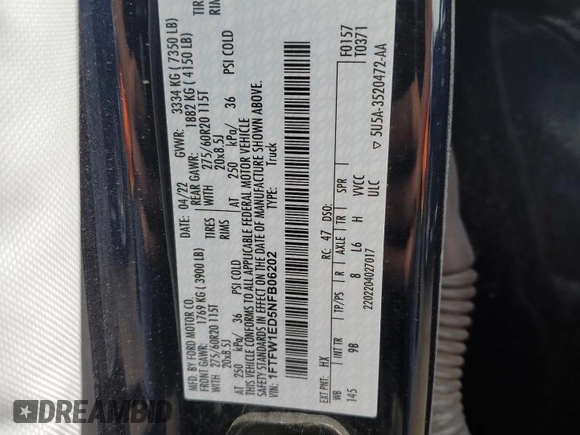 MFD. BY FORD MOTOR CO.
DATE: 04/22 GVWR: 3334 KG ( 7350 LB)
FRONT GAWR: 1769 KG ( 3900 LB) REAR GAWR: 1882 KG ( 4150 LB)
WITH 275/60R20 115T TIRES WITH 275/60R20 115T TIR
20x8.5J RIMS 20x8.5J RIM
AT 250 kPa/ 36 PSI COLD AT 250 kPa/ 36 PSI COLD
THIS VEHICLE CONFORMS TO ALL APPLICABLE FEDERAL MOTOR VEHICLE
SAFETY STANDARDS IN EFFECT ON THE DATE OF MANUFACTURE SHOWN ABOVE.
VIN: 1FTFW1ED5NFB06202 TYPE: Truck
F0157
T0371
EXT PNT: HX RC: 47 DSO:
WB INT TR TP/PS R AXLE TR SPR
145 9B 8 L6 H VVCC
2202204027017 ULC
▽ 5U5A-3520472-AA
DREAMBID